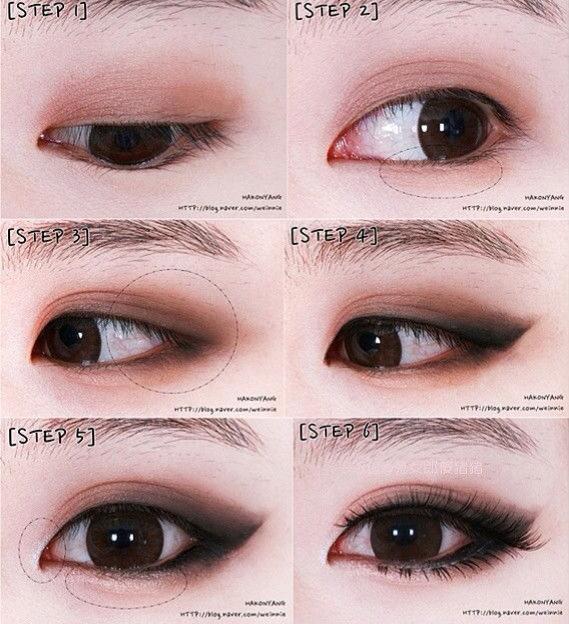 [STEP 1]
[STEP 2]
HAKONYANG
HTTP://blog.naver.com/weinnie
HAKONYANG
HTTP://blog.naver.com/weinnie
[STEP 3]
[STEP 4]
HAKONYANG
HTTP://blog.naver.com/weinnie
HAKONYANG
HTTP://blog.naver.com/weinnie
[STEP 5]
[STEP 6]
HAKONYANG
HTTP://blog.naver.com/weinnie
HAKONYANG
HTTP://blog.naver.com/weinnie